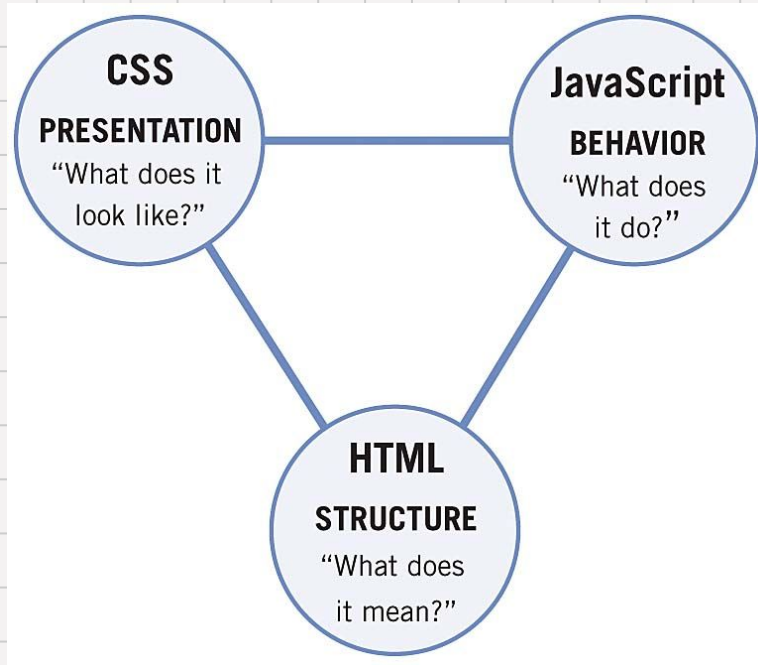 CSS
PRESENTATION
“What does it
look like?”
JavaScript
BEHAVIOR
“What does
it do?”
HTML
STRUCTURE
“What does
it mean?”